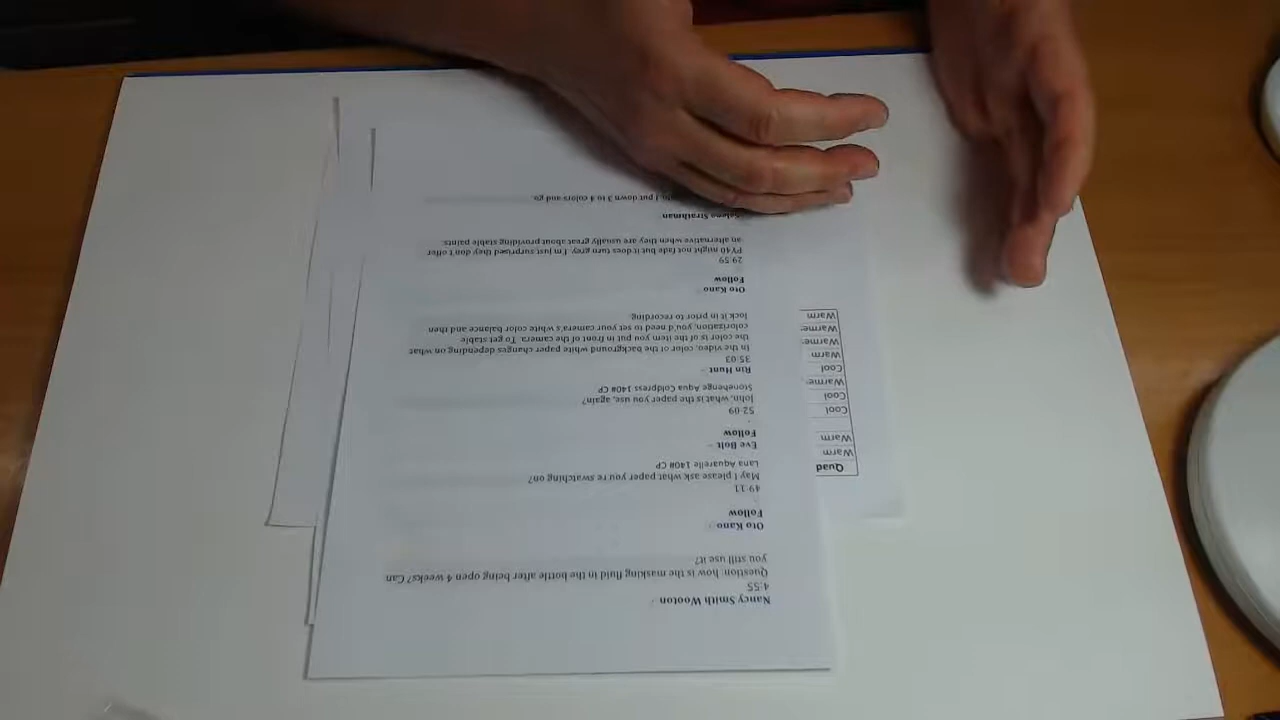 Nancy Smith Wooton
4:55
Question: how is the masking fluid in the bottle after being open 4 weeks? Can
you still use it?
Oto Kano
Follow
49:11
May I please ask what paper you're swatching on?
Lana Aquarelle 140# CP
Eve Bolt
Follow
52:09
John, what is the paper you use, again?
Stonehenge Aqua Coldpress 140# CP
Rin Hunt
35:03
In the video, color of the background white paper changes depending on what
the color is of the item you put in front of the camera. To get stable
colorization, you'd need to set your camera's white color balance and then
lock it in prior to recording.
Oto Kano
Follow
29:59
PY40 might not fade but it does turn grey. I'm just surprised they don't offer
an alternative when they are usually great about providing stable paints.
Strathman
I put down 3 to 4 colors and go.
Quad
Warm
Warm
Cool
Cool
Warme
Cool
Warm
Warme
Warme
Warm